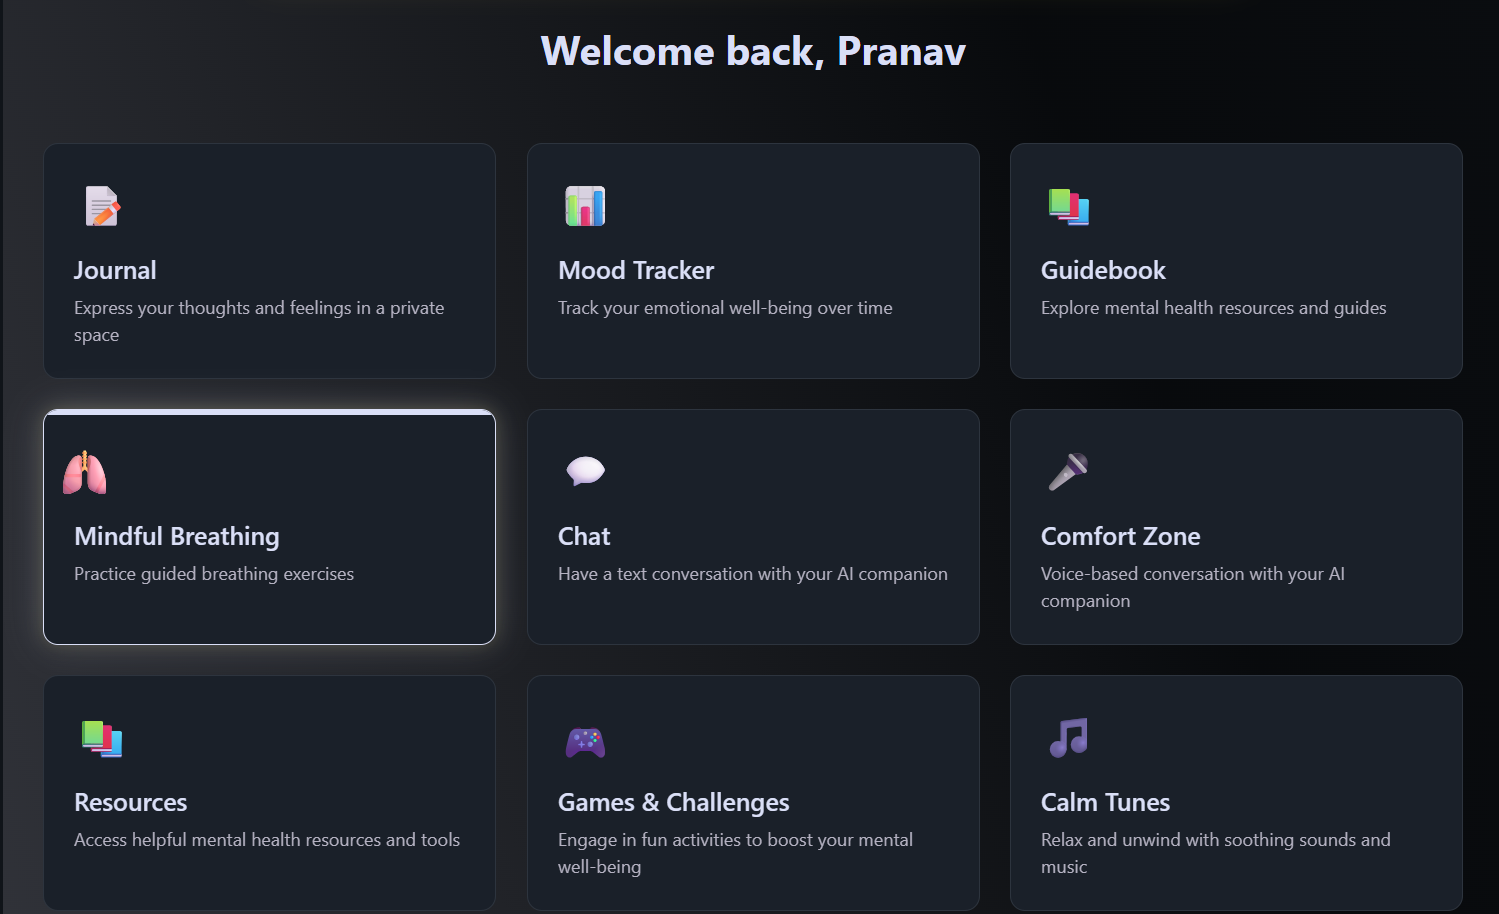 Welcome back, Pranav
Journal
Express your thoughts and feelings in a private
space
Mood Tracker
Track your emotional well-being over time
Guidebook
Explore mental health resources and guides
Mindful Breathing
Practice guided breathing exercises
Chat
Have a text conversation with your AI companion
Comfort Zone
Voice-based conversation with your AI
companion
Resources
Access helpful mental health resources and tools
Games & Challenges
Engage in fun activities to boost your mental
well-being
Calm Tunes
Relax and unwind with soothing sounds and
music